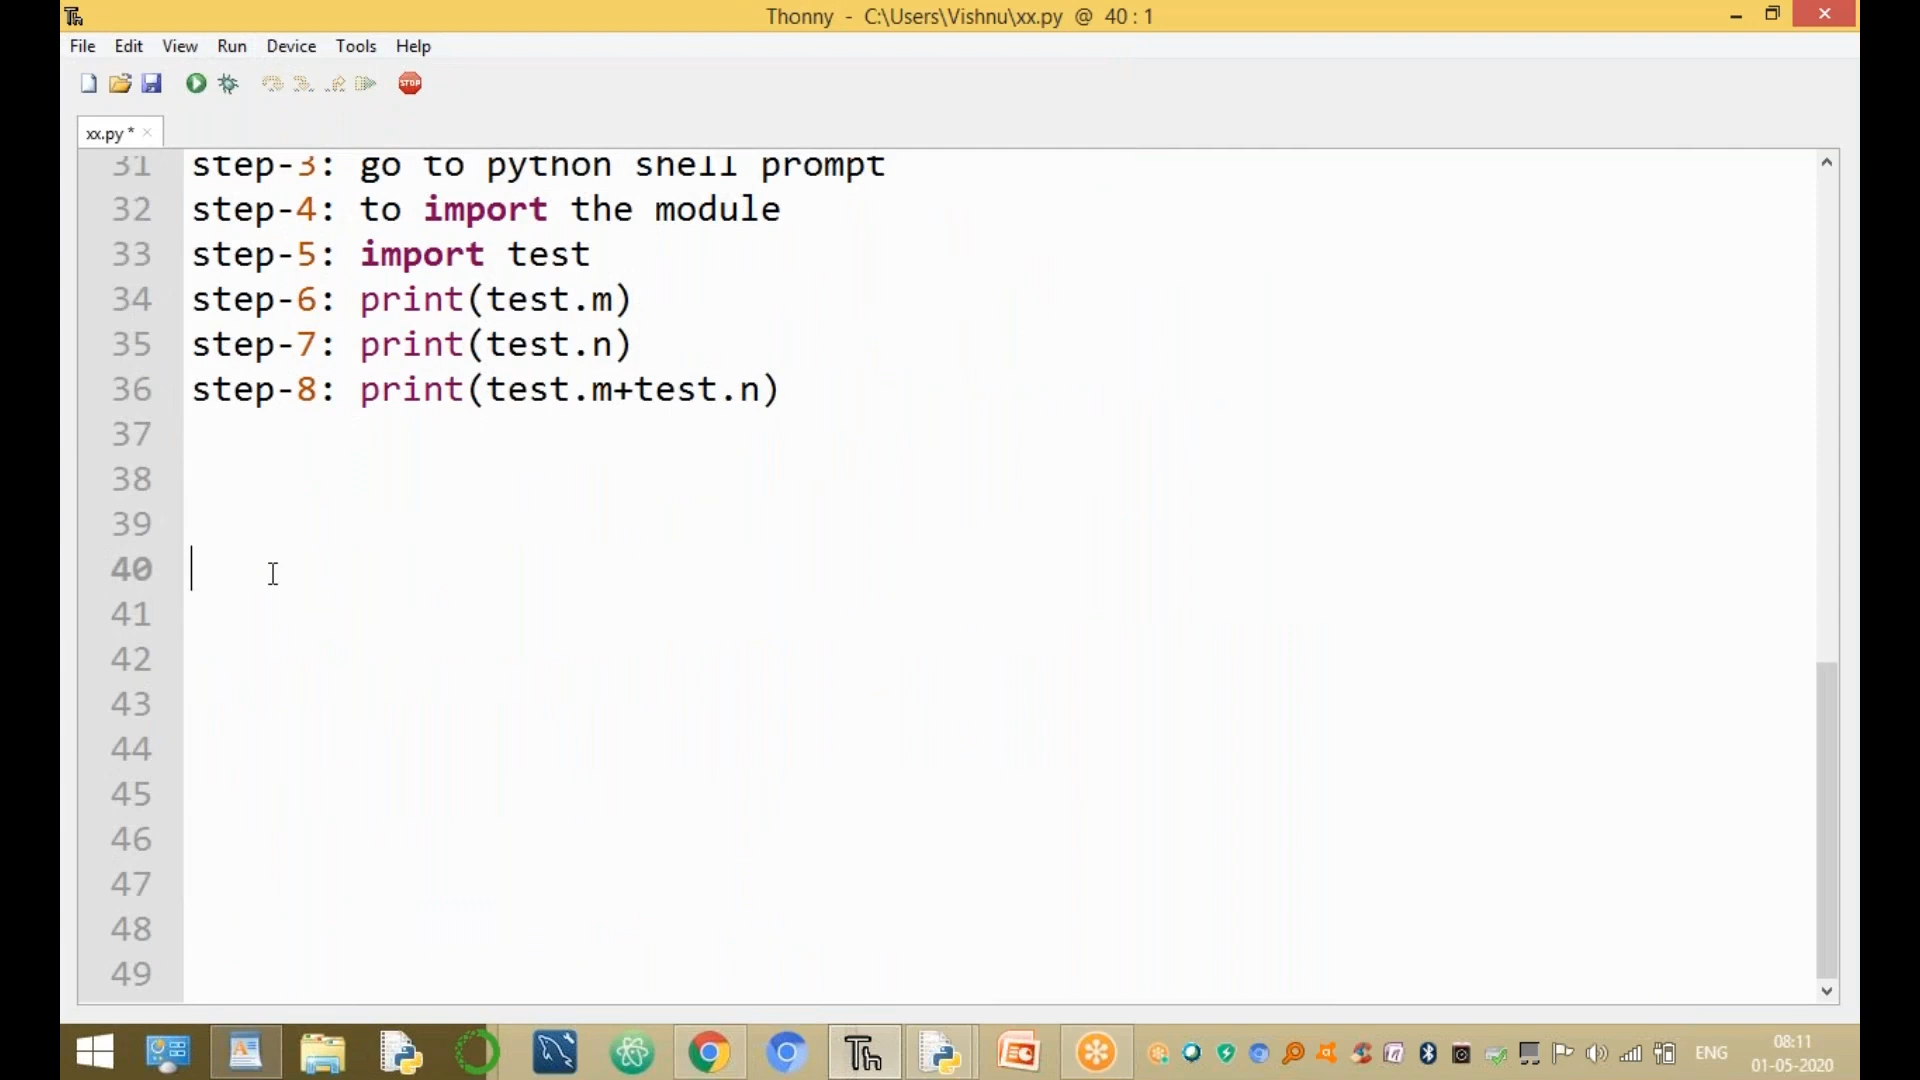 Thonny - C:\Users\Vishnu\xx.py @ 40 : 1
File Edit View Run Device Tools Help
STOP
xx.py *
31 step-3: go to python shell prompt
32 step-4: to import the module
33 step-5: import test
34 step-6: print(test.m)
35 step-7: print(test.n)
36 step-8: print(test.m+test.n)
37
38
39
40
41
42
43
44
45
46
47
48
49
Th ENG 08:11
01-05-2020